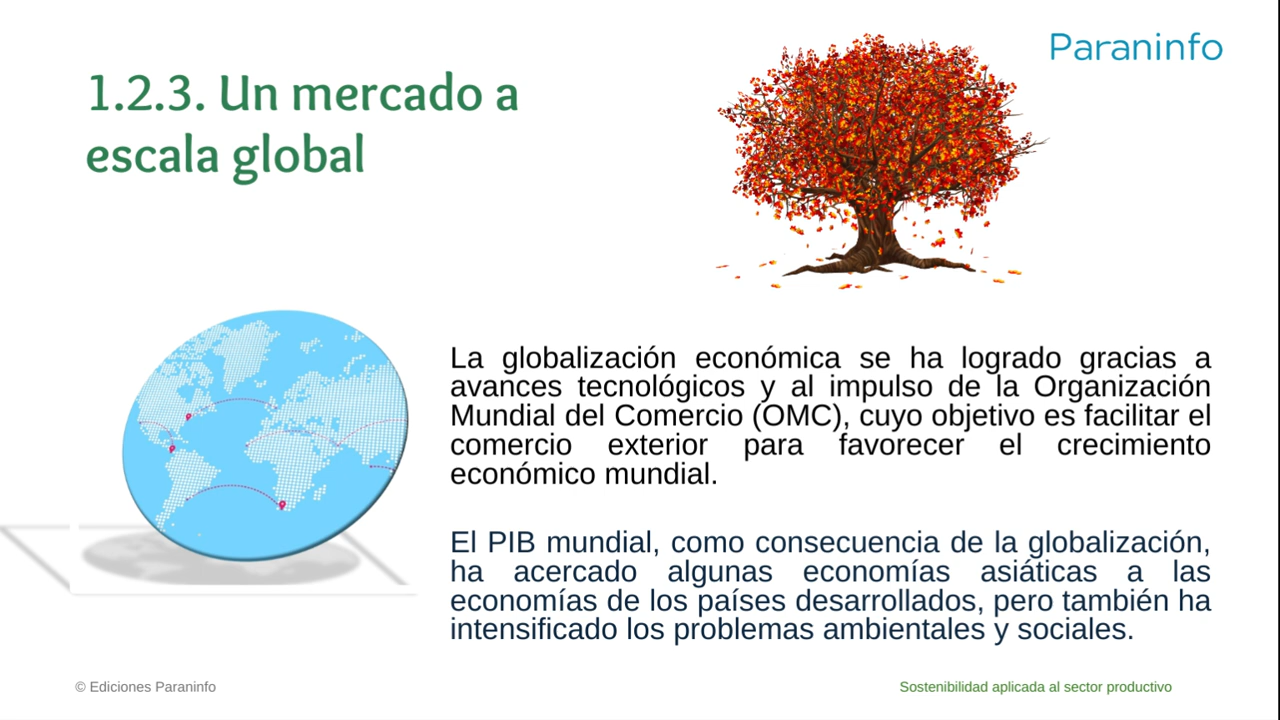 Paraninfo
1.2.3. Un mercado a
escala global
La globalización económica se ha logrado gracias a
avances tecnológicos y al impulso de la Organización
Mundial del Comercio (OMC), cuyo objetivo es facilitar el
comercio exterior para favorecer el crecimiento
económico mundial.
El PIB mundial, como consecuencia de la globalización,
ha acercado algunas economías asiáticas a las
economías de los países desarrollados, pero también ha
intensificado los problemas ambientales y sociales.
© Ediciones Paraninfo
Sostenibilidad aplicada al sector productivo